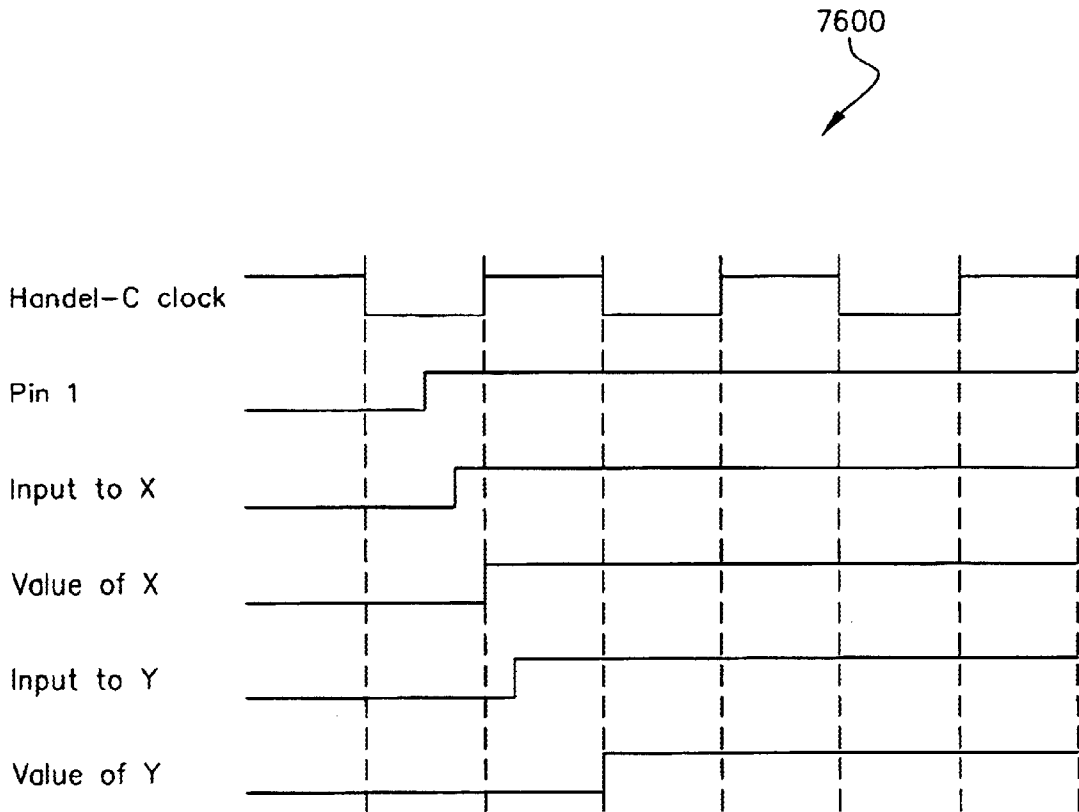 7600
Handel-C clock
Pin 1
Input to X
Value of X
Input to Y
Value of Y